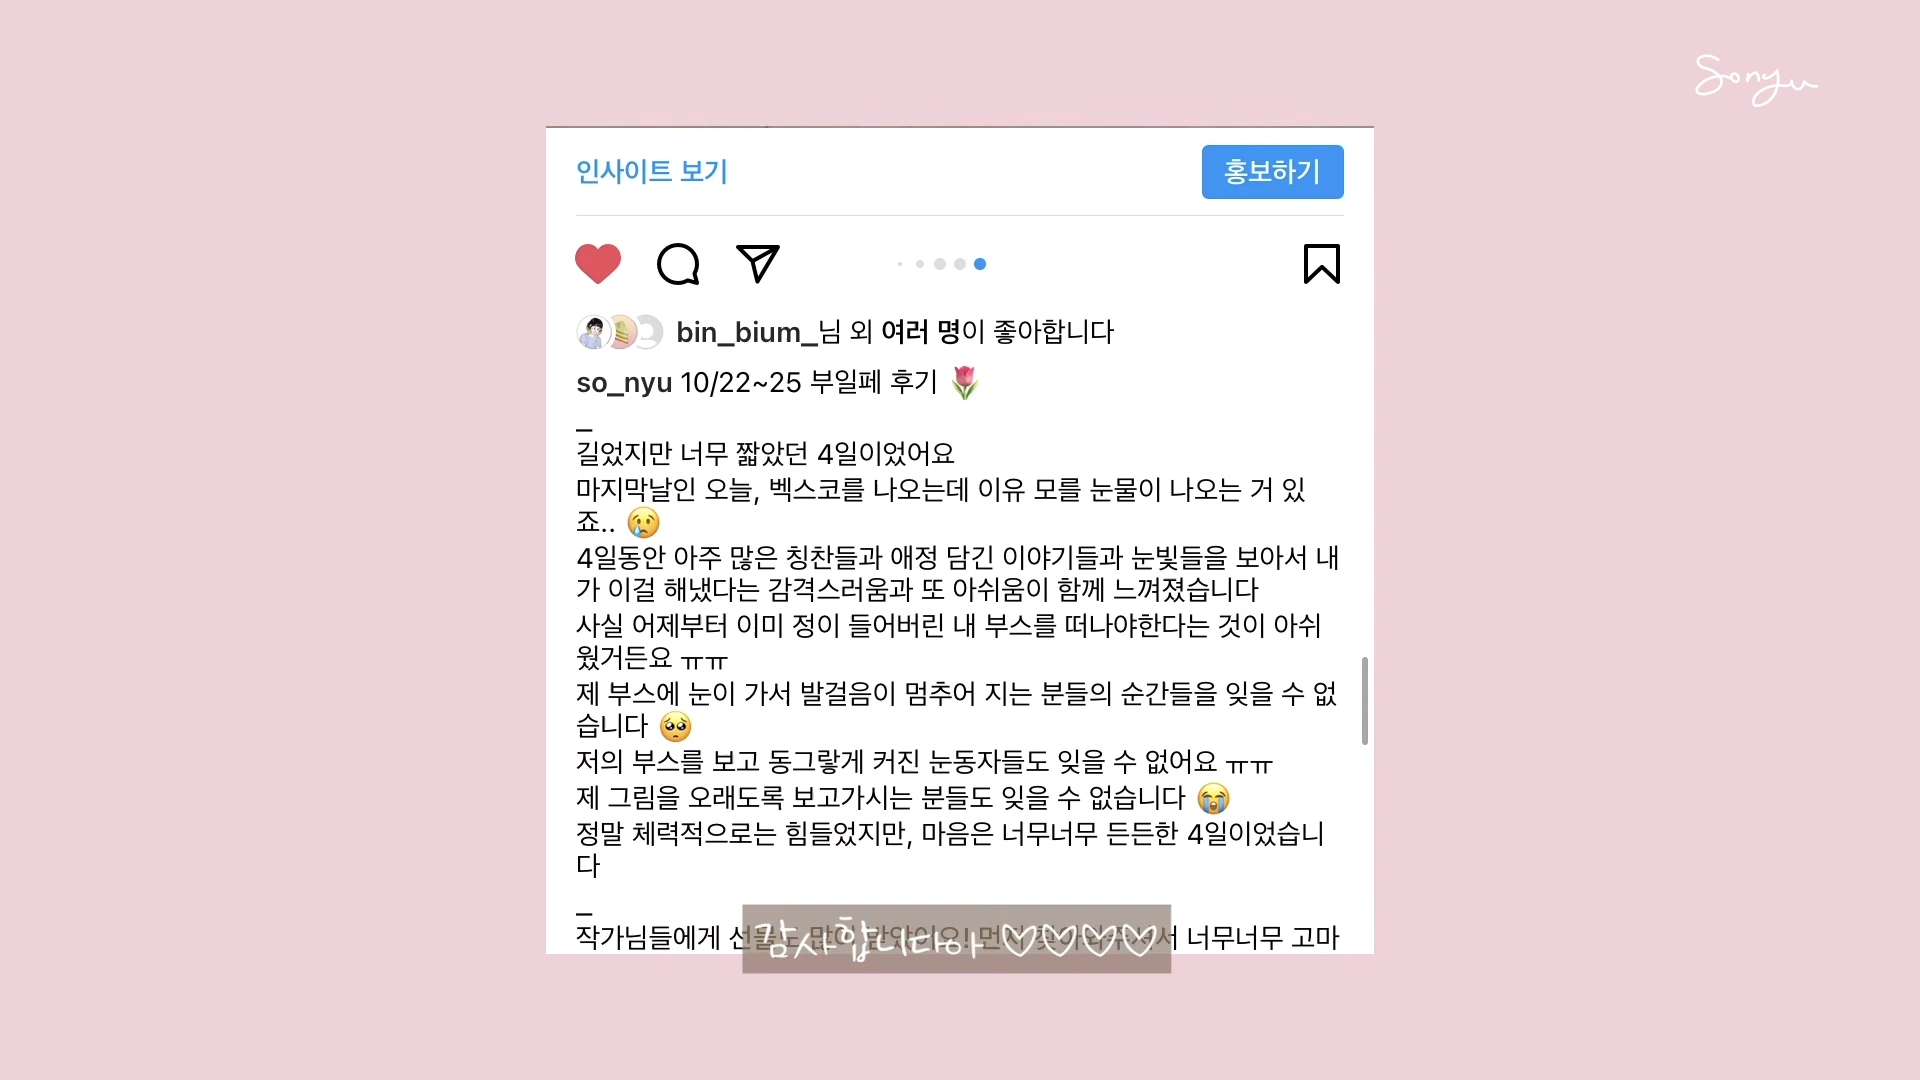 Sonyu
인사이트 보기
홍보하기
bin_bium_님 외 여러 명이 좋아합니다
so_nyu 10/22~25 부일페 후기 🌷
_
길었지만 너무 짧았던 4일이었어요
마지막날인 오늘, 벡스코를 나오는데 이유 모를 눈물이 나오는 거 있
죠.. 😢
4일동안 아주 많은 칭찬들과 애정 담긴 이야기들과 눈빛들을 보아서 내
가 이걸 해냈다는 감격스러움과 또 아쉬움이 함께 느껴졌습니다
사실 어제부터 이미 정이 들어버린 내 부스를 떠나야한다는 것이 아쉬
웠거든요 ㅠㅠ
제 부스에 눈이 가서 발걸음이 멈추어 지는 분들의 순간들을 잊을 수 없
습니다 🥺
저의 부스를 보고 동그랗게 커진 눈동자들도 잊을 수 없어요 ㅠㅠ
제 그림을 오래도록 보고가시는 분들도 잊을 수 없습니다 😭
정말 체력적으로는 힘들었지만, 마음은 너무너무 든든한 4일이었습니
다
_
작가님들에게 선물도 많이 너무너무 고마
감사합니다아 ♡♡♡♡